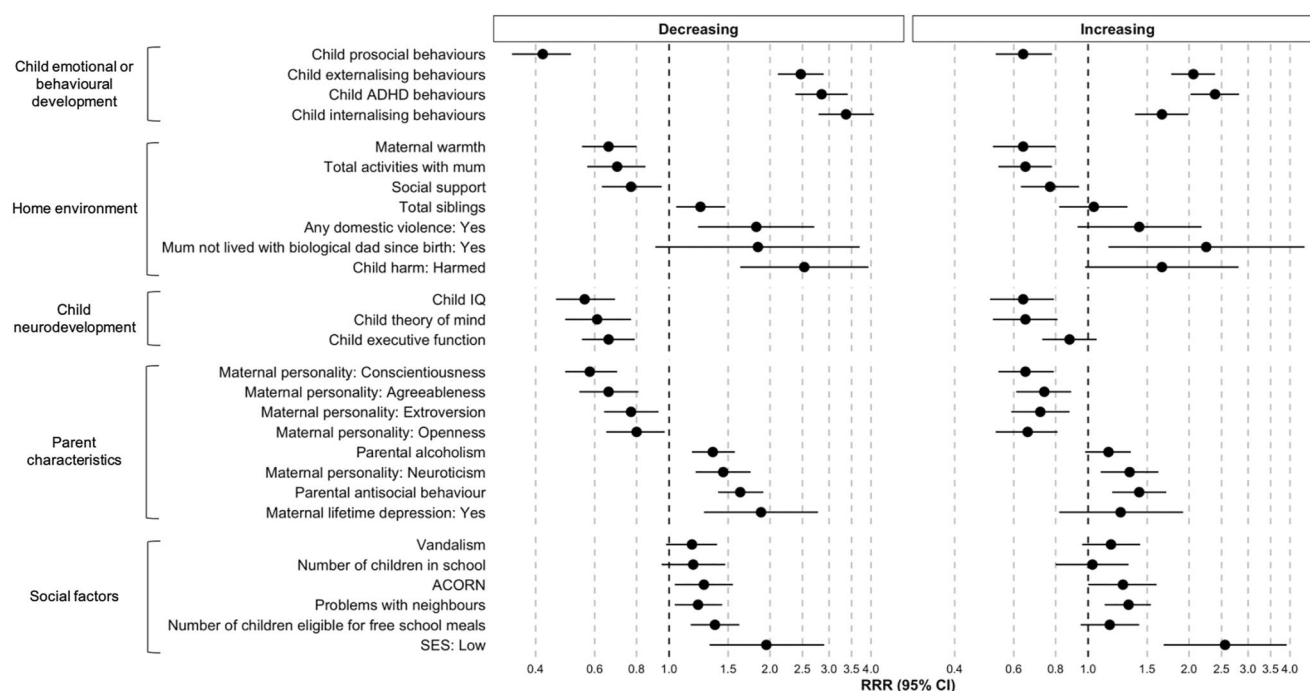 Decreasing
Increasing
Child emotional or
behavioural
development
Child prosocial behaviours
Child externalising behaviours
Child ADHD behaviours
Child internalising behaviours
Home environment
Maternal warmth
Total activities with mum
Social support
Total siblings
Any domestic violence: Yes
Mum not lived with biological dad since birth: Yes
Child harm: Harmed
Child
neurodevelopment
Child IQ
Child theory of mind
Child executive function
Parent
characteristics
Maternal personality: Conscientiousness
Maternal personality: Agreeableness
Maternal personality: Extroversion
Maternal personality: Openness
Parental alcoholism
Maternal personality: Neuroticism
Parental antisocial behaviour
Maternal lifetime depression: Yes
Social factors
Vandalism
Number of children in school
ACORN
Problems with neighbours
Number of children eligible for free school meals
SES: Low
0.4 0.6 0.8 1.0 1.5 2.0 2.5 3.0 3.5 4.0
0.4 0.6 0.8 1.0 1.5 2.0 2.5 3.0 3.5 4.0
RRR (95% CI)